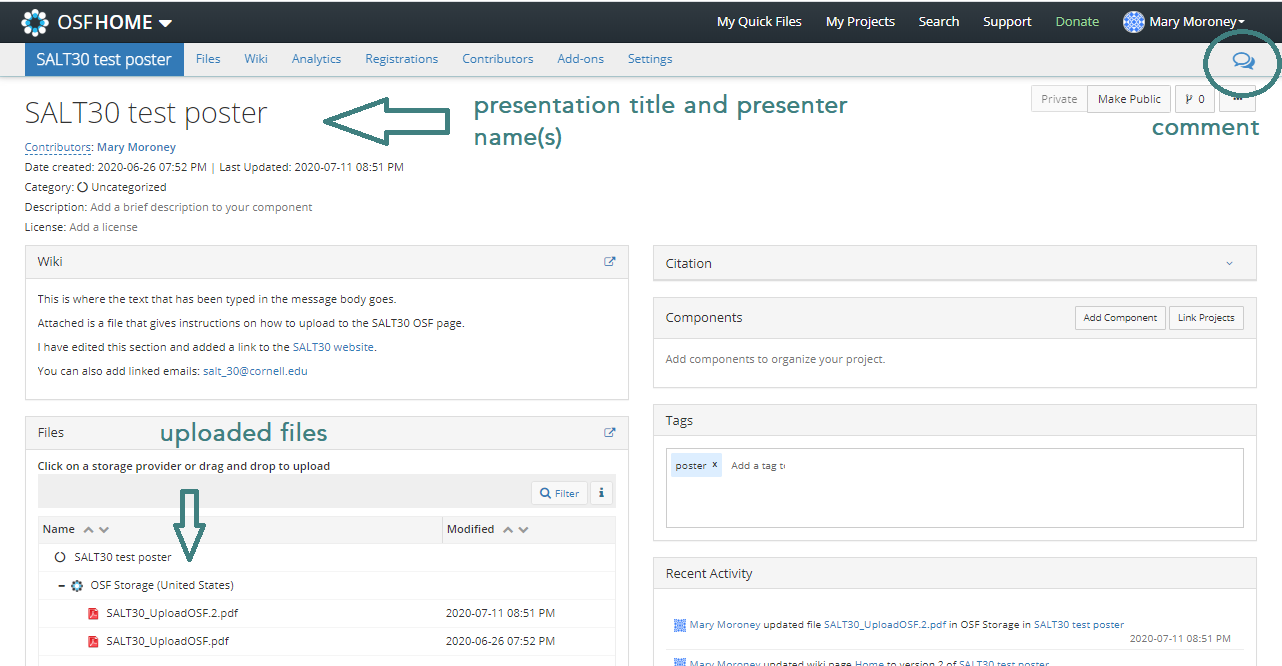 OSFHOME
My Quick Files My Projects Search Support Donate Mary Moroney
SALT30 test poster Files Wiki Analytics Registrations Contributors Add-ons Settings
SALT30 test poster
presentation title and presenter
name(s)
Private Make Public 0
comment
Contributors: Mary Moroney
Date created: 2020-06-26 07:52 PM | Last Updated: 2020-07-11 08:51 PM
Category: Uncategorized
Description: Add a brief description to your component
License: Add a license
Wiki
This is where the text that has been typed in the message body goes.
Attached is a file that gives instructions on how to upload to the SALT30 OSF page.
I have edited this section and added a link to the SALT30 website.
You can also add linked emails: salt_30@cornell.edu
Files
uploaded files
Click on a storage provider or drag and drop to upload
Filter i
Name Modified
SALT30 test poster
– OSF Storage (United States)
SALT30_UploadOSF.2.pdf 2020-07-11 08:51 PM
SALT30_UploadOSF.pdf 2020-06-26 07:52 PM
Citation
Components Add Component Link Projects
Add components to organize your project.
Tags
poster x Add a tag to
Recent Activity
Mary Moroney updated file SALT30_UploadOSF.2.pdf in OSF Storage in SALT30 test poster
2020-07-11 08:51 PM
Mary Moroney updated wiki page Home to version 2 of SALT30 test poster